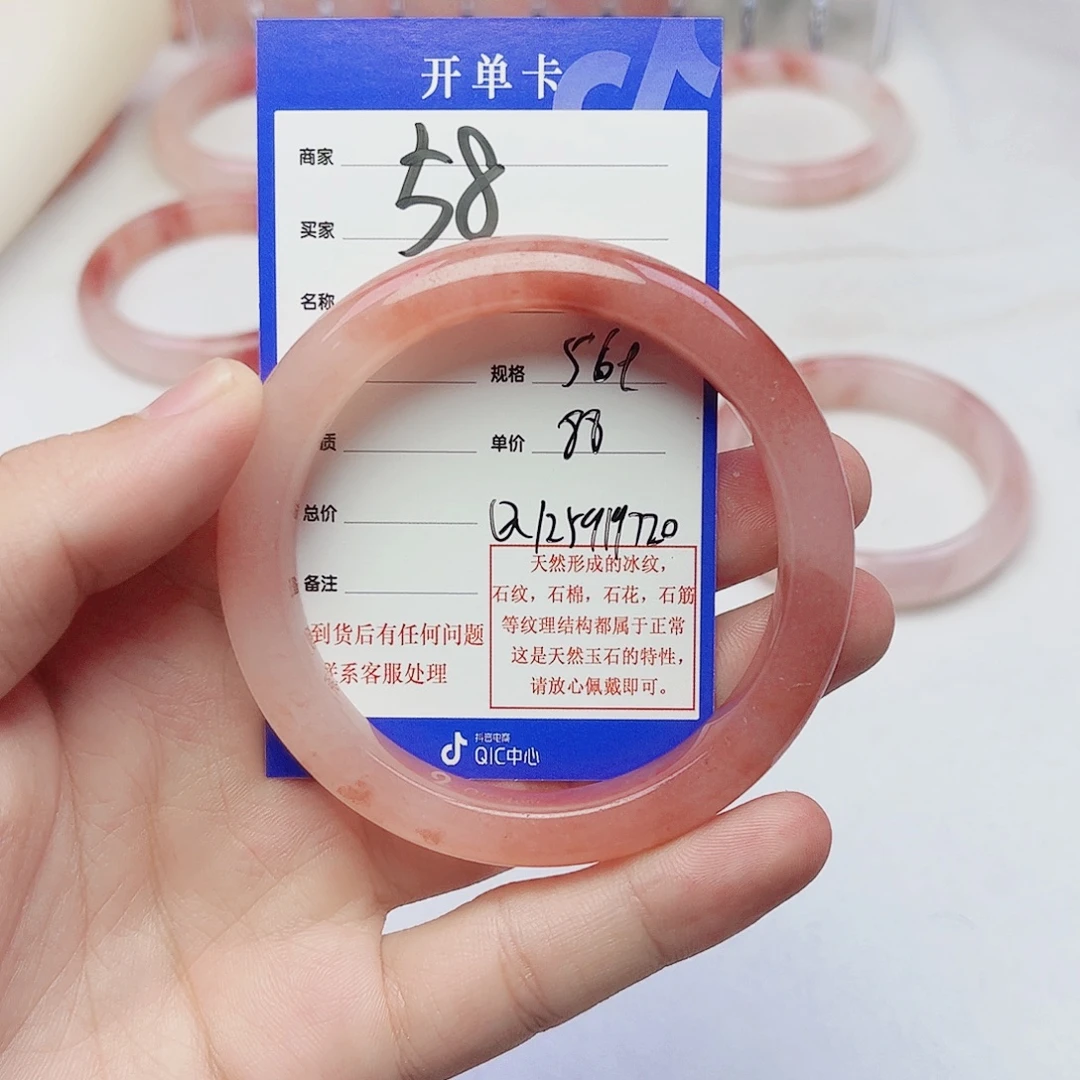 开单卡
商家 58
买家
名称
规格 56
质 单价 88
总价
备注
天然形成的冰纹，
石纹，石棉，石花，石筋
等纹理结构都属于正常
这是天然玉石的特性，
请放心佩戴即可。
到货后有任何问题
联系客服处理
抖音电商
QIC中心